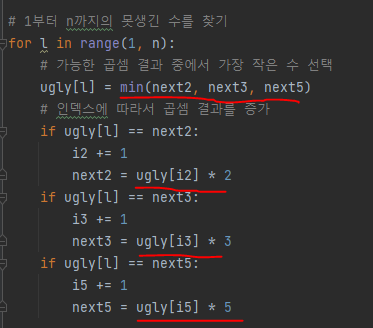 # 1부터 n까지의 못생긴 수를 찾기
for l in range(1, n):
    # 가능한 곱셈 결과 중에서 가장 작은 수 선택
    ugly[l] = min(next2, next3, next5)
    # 인덱스에 따라서 곱셈 결과를 증가
    if ugly[l] == next2:
        i2 += 1
        next2 = ugly[i2] * 2
    if ugly[l] == next3:
        i3 += 1
        next3 = ugly[i3] * 3
    if ugly[l] == next5:
        i5 += 1
        next5 = ugly[i5] * 5